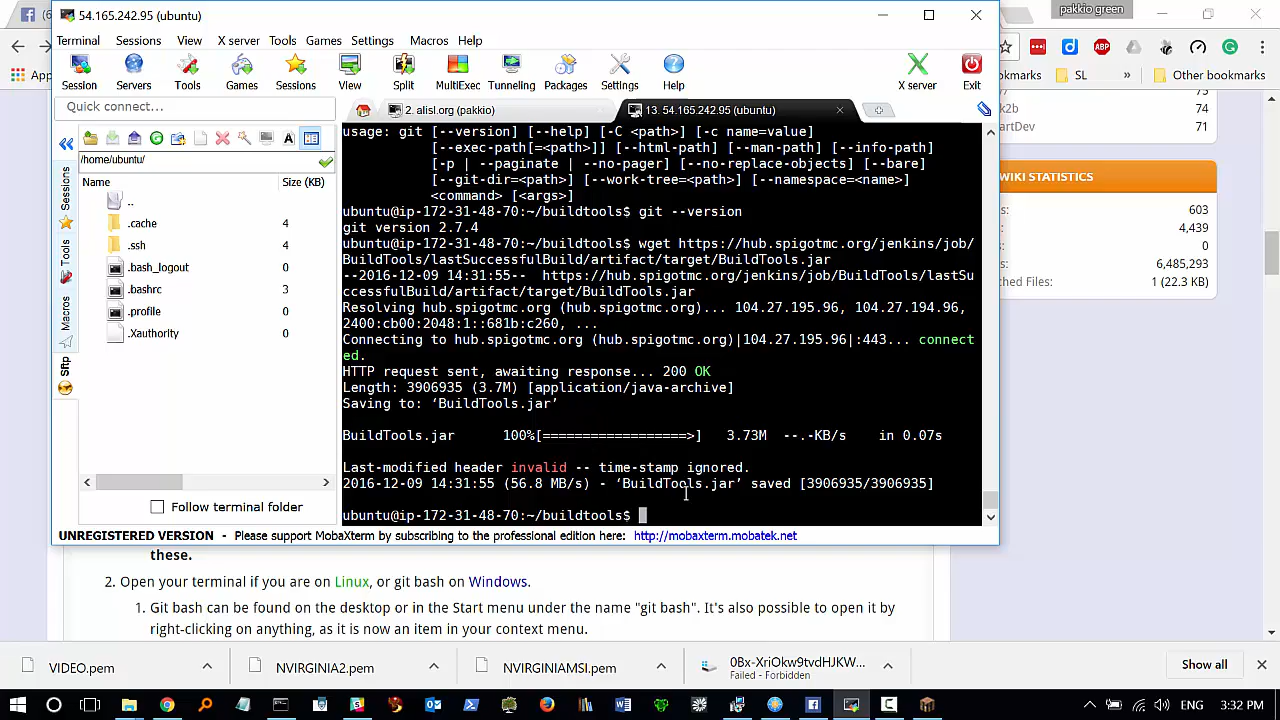 54.165.242.95 (ubuntu)
pakkio green
Terminal Sessions View X server Tools Games Settings Macros Help
Session Servers Tools Games Sessions View Split MultiExec Tunneling Packages Settings Help X server Exit
Quick connect...
2. alisl.org (pakkio)
13. 54.165.242.95 (ubuntu)
App
SL
okmarks
»
Other bookmarks
/home/ubuntu/
Name Size (KB)
..
.cache 4
.ssh 4
.bash_logout 0
.bashrc 3
.profile 0
.Xauthority 0
Follow terminal folder
Sessions
Tools
Macros
Sftp
usage: git [--version] [--help] [-C <path>] [-c name=value]
[--exec-path[=<path>]] [--html-path] [--man-path] [--info-path]
[-p | --paginate | --no-pager] [--no-replace-objects] [--bare]
[--git-dir=<path>] [--work-tree=<path>] [--namespace=<name>]
<command> [<args>]
ubuntu@ip-172-31-48-70:~/buildtools$ git --version
git version 2.7.4
ubuntu@ip-172-31-48-70:~/buildtools$ wget https://hub.spigotmc.org/jenkins/job/
BuildTools/lastSuccessfulBuild/artifact/target/BuildTools.jar
--2016-12-09 14:31:55-- https://hub.spigotmc.org/jenkins/job/BuildTools/lastSu
ccessfulBuild/artifact/target/BuildTools.jar
Resolving hub.spigotmc.org (hub.spigotmc.org)... 104.27.195.96, 104.27.194.96,
2400:cb00:2048:1::681b:c260, ...
Connecting to hub.spigotmc.org (hub.spigotmc.org)|104.27.195.96|:443... connect
ed.
HTTP request sent, awaiting response... 200 OK
Length: 3906935 (3.7M) [application/java-archive]
Saving to: ‘BuildTools.jar’
BuildTools.jar 100%[==================>] 3.73M --.-KB/s in 0.07s
Last-modified header invalid -- time-stamp ignored.
2016-12-09 14:31:55 (56.8 MB/s) - ‘BuildTools.jar’ saved [3906935/3906935]
ubuntu@ip-172-31-48-70:~/buildtools$
UNREGISTERED VERSION - Please support MobaXterm by subscribing to the professional edition here: http://mobaxterm.mobatek.net
75
k2b 74
tartDev 71
WIKI STATISTICS
s: 603
4,439
s: 0
s: 6,485,293
ched Files: 1 (22.3 KB)
these.
2. Open your terminal if you are on Linux, or git bash on Windows.
1. Git bash can be found on the desktop or in the Start menu under the name "git bash". It's also possible to open it by
right-clicking on anything, as it is now an item in your context menu.
VIDEO.pem
NVIRGINIA2.pem
NVIRGINIAMSI.pem
0Bx-XriOkw9tvdHJKW...
Failed - Forbidden
Show all
ENG 3:32 PM